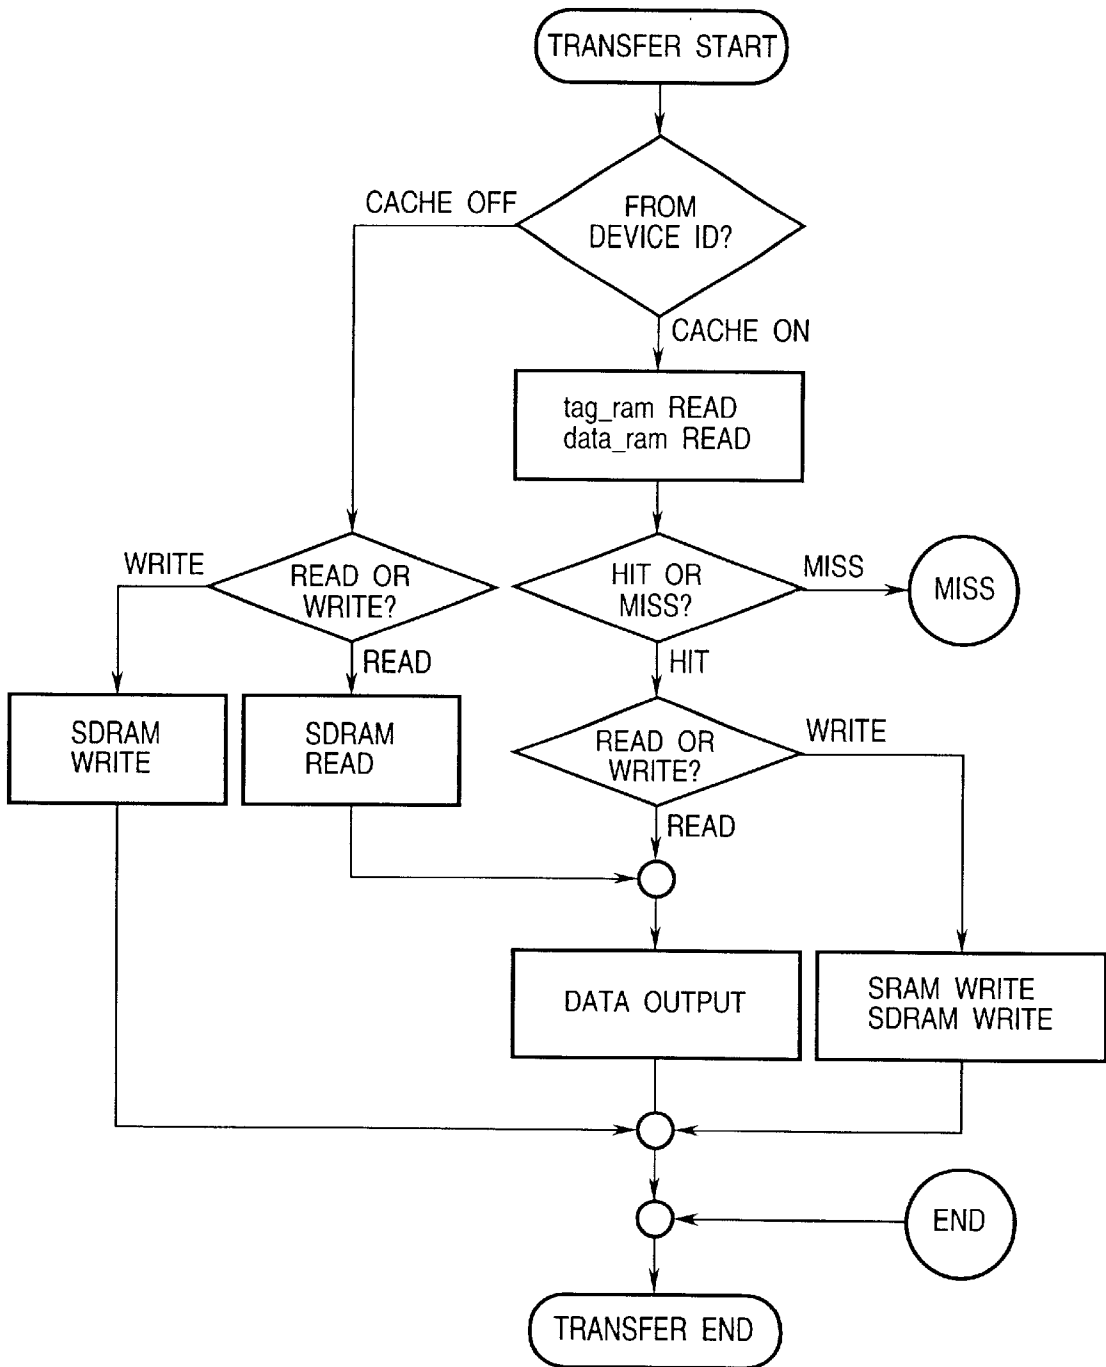 TRANSFER START
CACHE OFF
FROM
DEVICE ID?
CACHE ON
tag_ram READ
data_ram READ
WRITE
READ OR
WRITE?
HIT OR
MISS?
MISS
MISS
READ
HIT
SDRAM
WRITE
SDRAM
READ
READ OR
WRITE?
WRITE
READ
DATA OUTPUT
SRAM WRITE
SDRAM WRITE
END
TRANSFER END